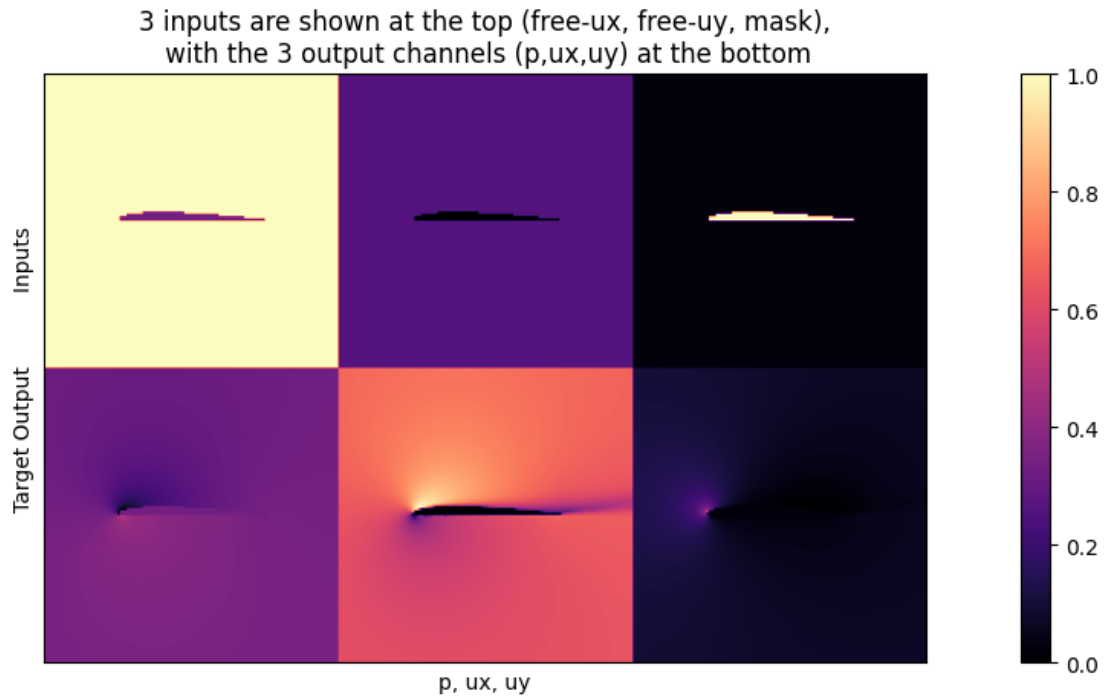 3 inputs are shown at the top (free-ux, free-uy, mask),
with the 3 output channels (p,ux,uy) at the bottom
1.0
0.8
0.6
0.4
0.2
0.0
Inputs
Target Output
p, ux, uy